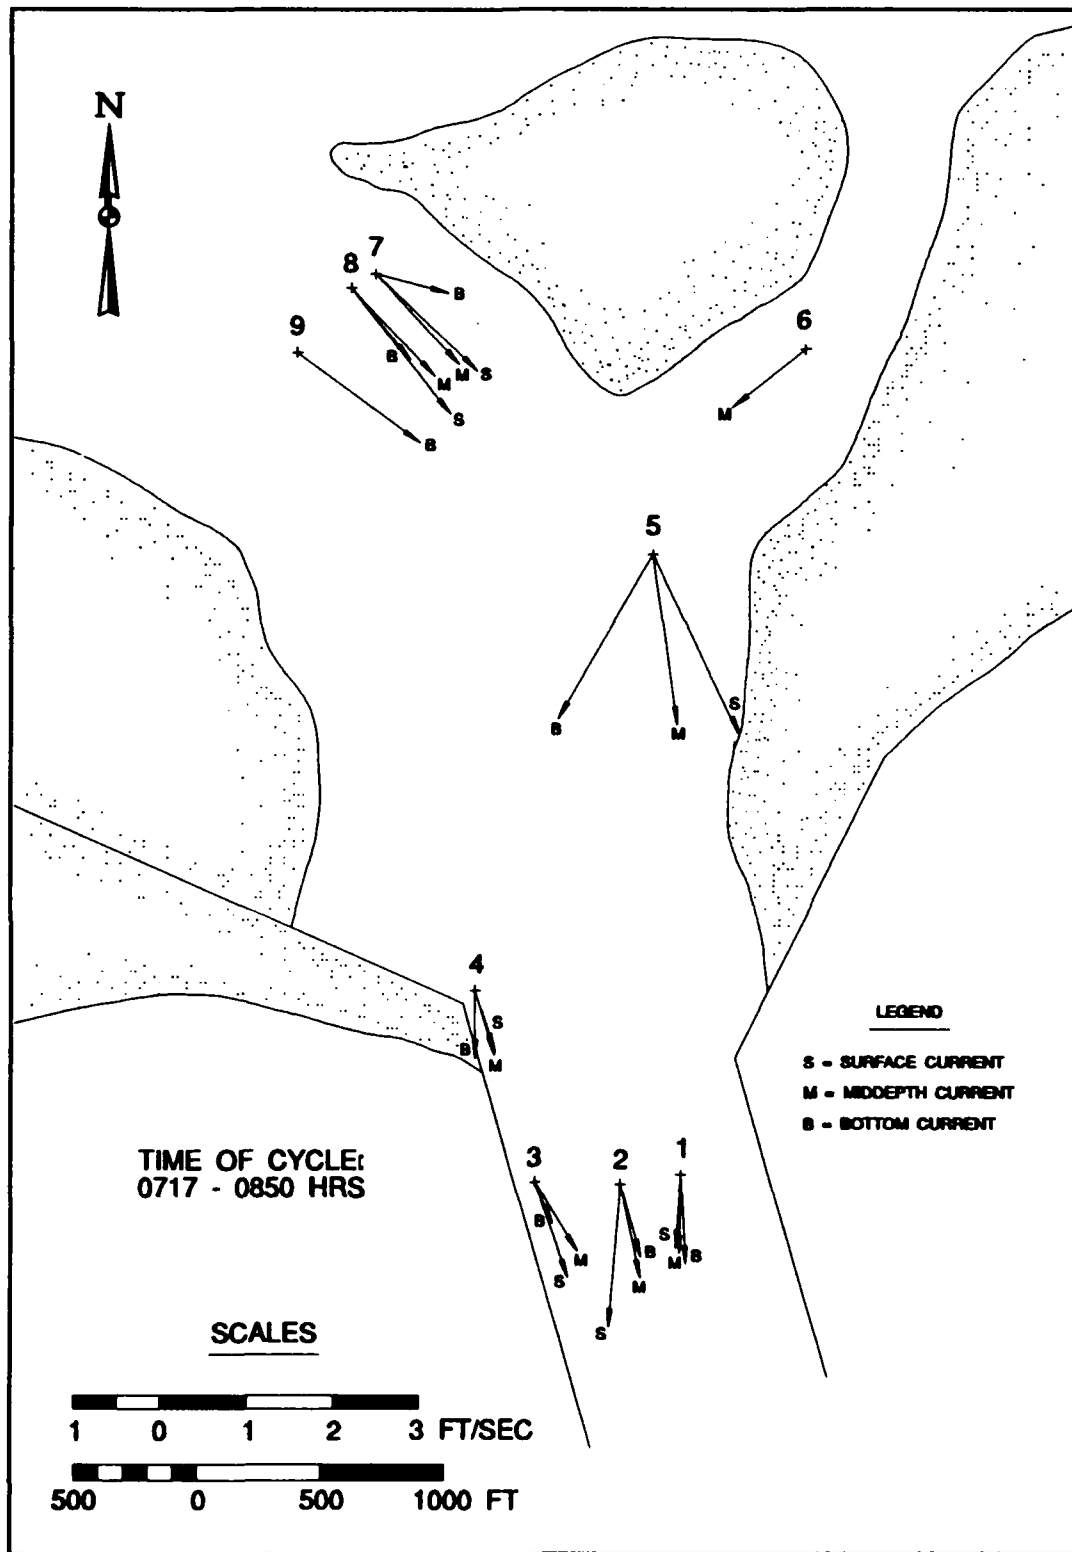 N
7
8
9
6
B
B
M
M
S
S
B
M
5
S
B
M
4
S
B
M
LEGEND
S = SURFACE CURRENT
M = MIDDEPTH CURRENT
B = BOTTOM CURRENT
TIME OF CYCLE:
0717 - 0850 HRS
3
2
1
B
S
B
M
M
B
S
M
S
SCALES
1 0 1 2 3 FT/SEC
500 0 500 1000 FT